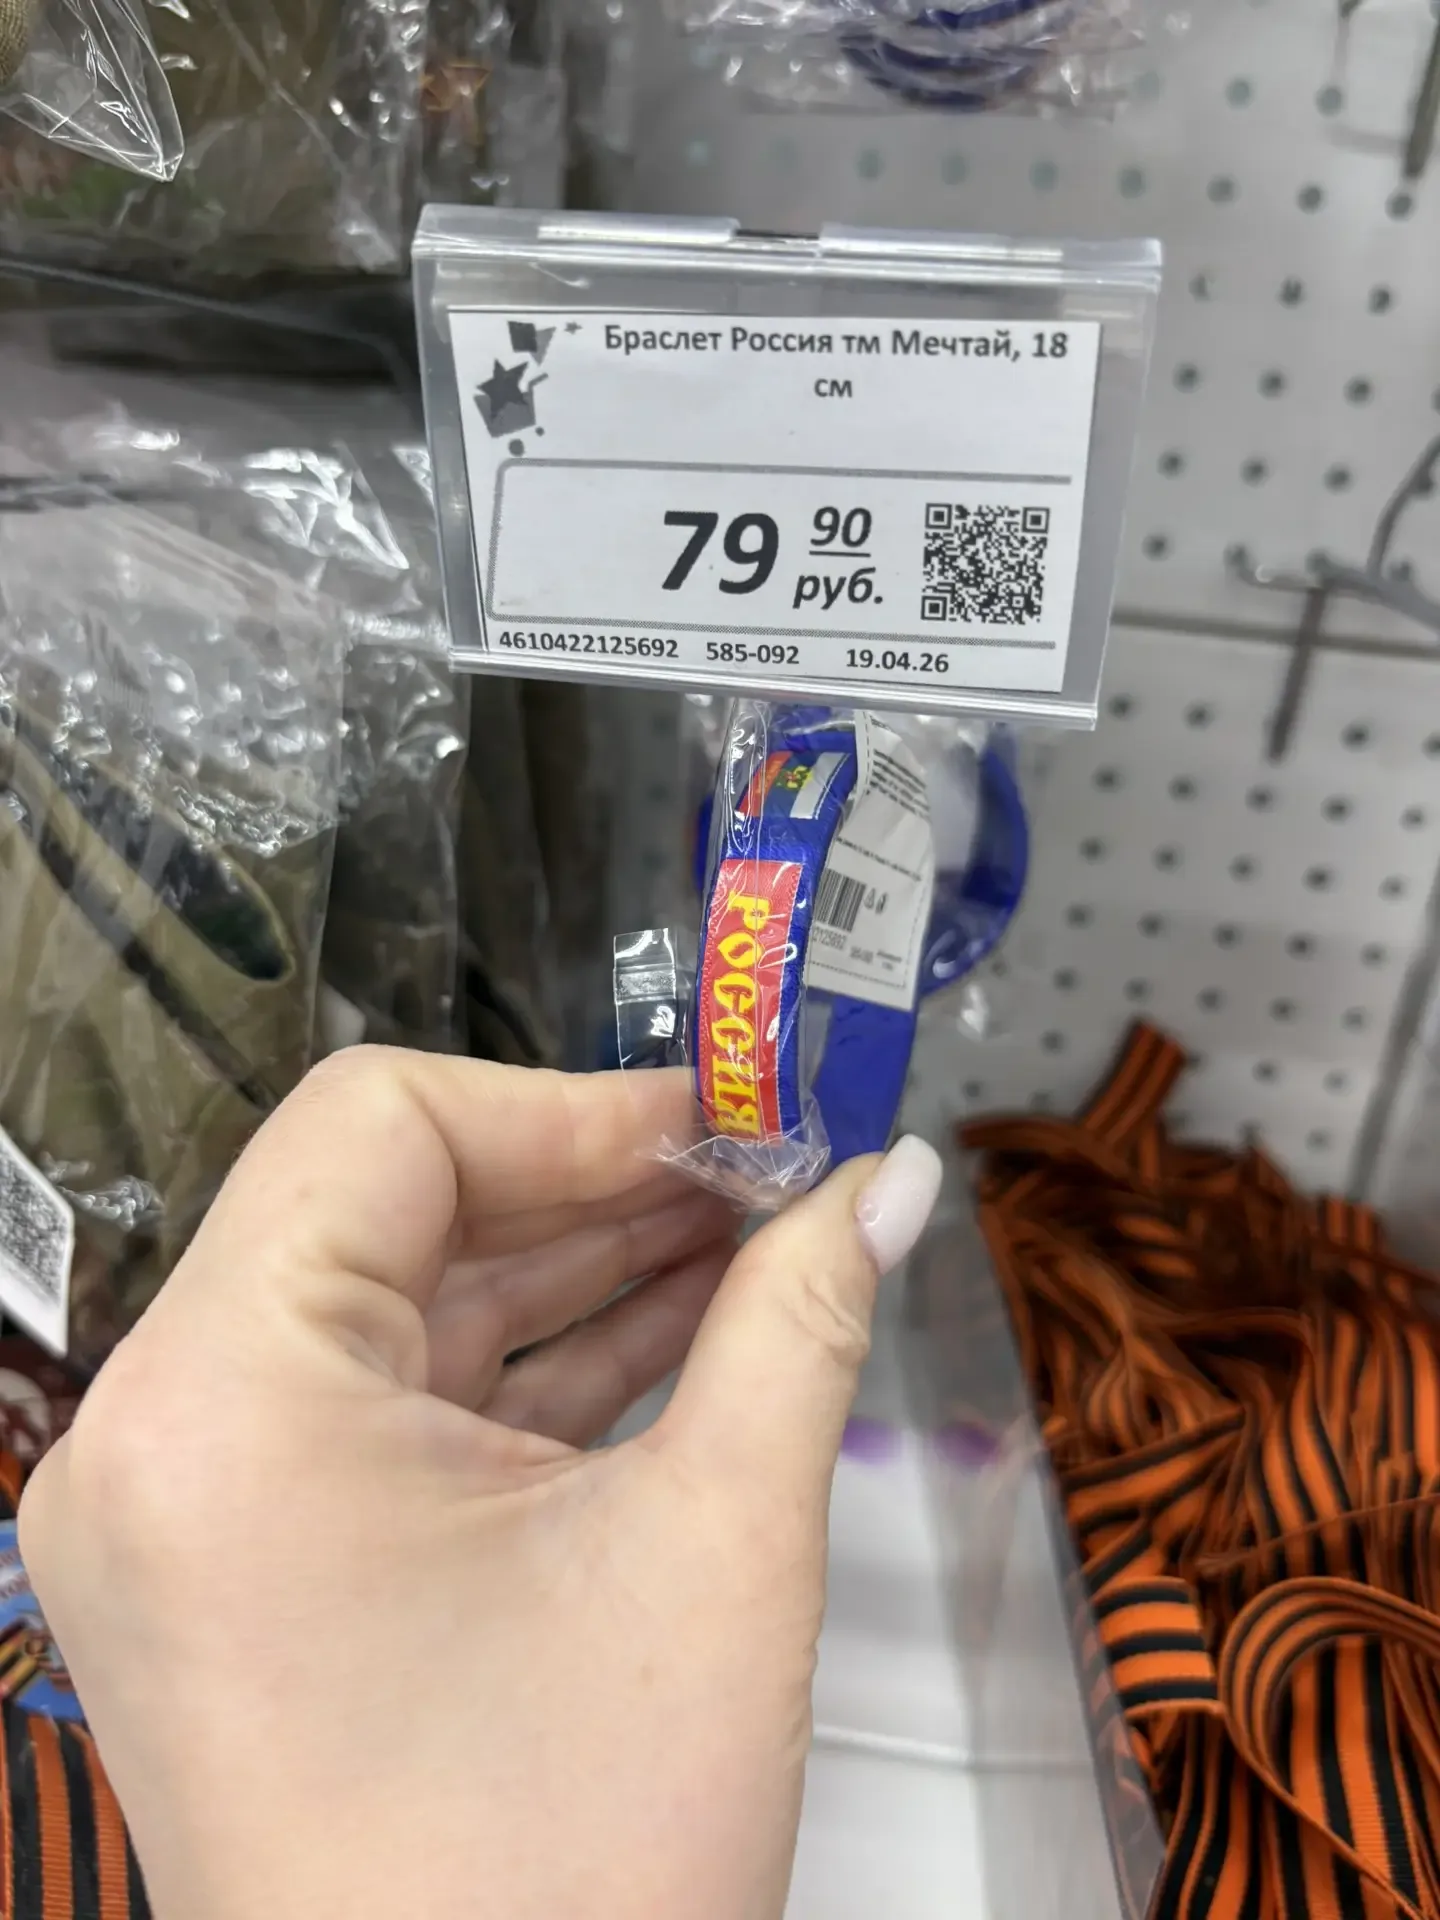 Браслет Россия тм Мечтай, 18
см
79 90
руб.
4610422125692 585-092 19.04.26
РОССИЯ